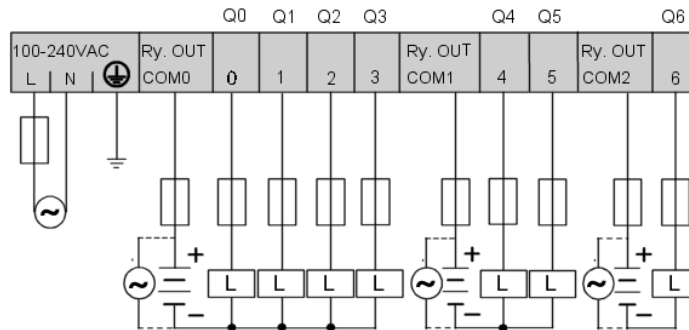 Q0 Q1 Q2 Q3 Q4 Q5 Q6
100-240VAC Ry. OUT Ry. OUT Ry. OUT
L N COM0 0 1 2 3 COM1 4 5 COM2 6
~
+ + +
~ L L L L ~ L L ~ L
− − −